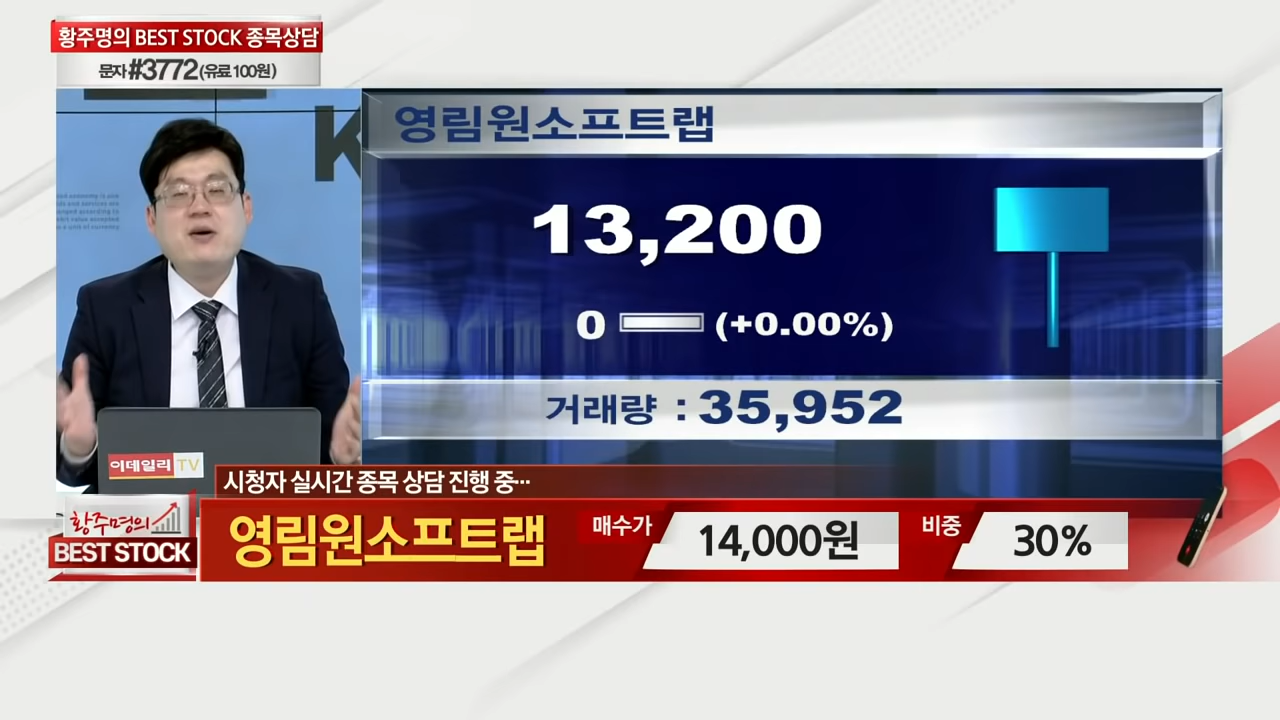 황주명의 BEST STOCK 종목상담
문자 #3772 (유료 100원)
K
영림원소프트랩
13,200
0 (+0.00%)
거래량 : 35,952
이데일리 TV
시청자 실시간 종목 상담 진행 중...
황주명의
BEST STOCK
영림원소프트랩 매수가 14,000원 비중 30%